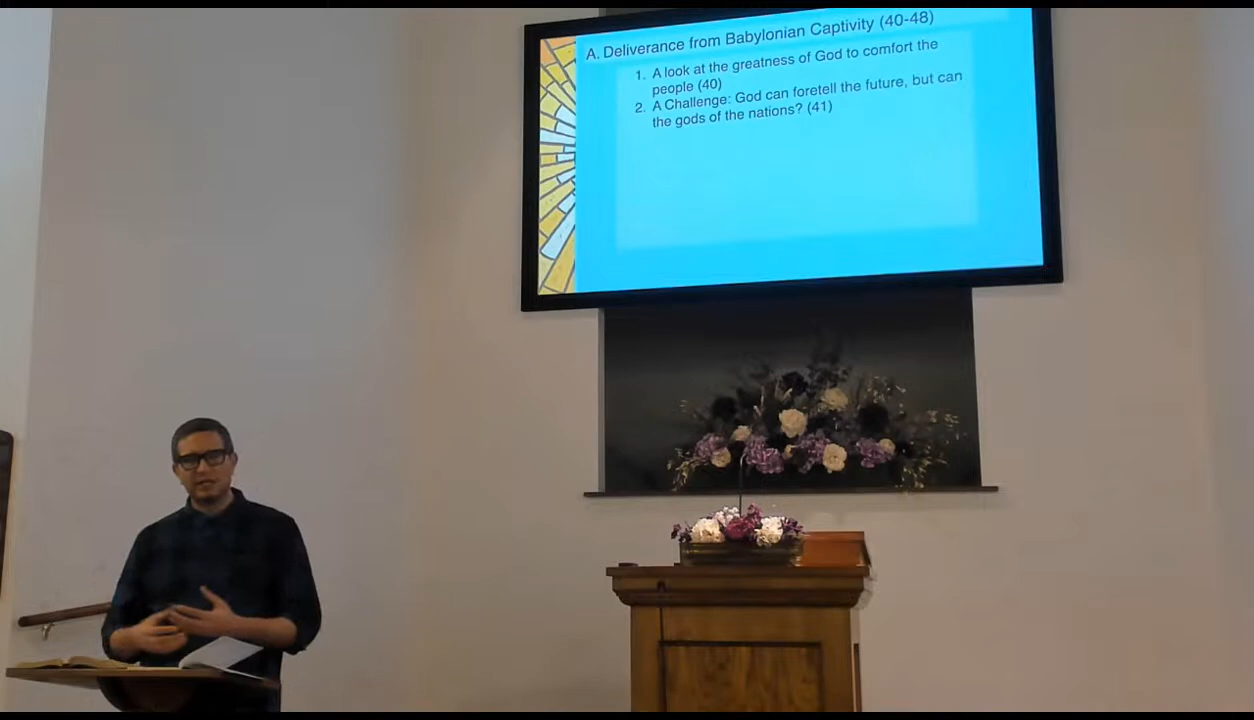 A. Deliverance from Babylonian Captivity (40-48)
1. A look at the greatness of God to comfort the
people (40)
2. A Challenge: God can foretell the future, but can
the gods of the nations? (41)